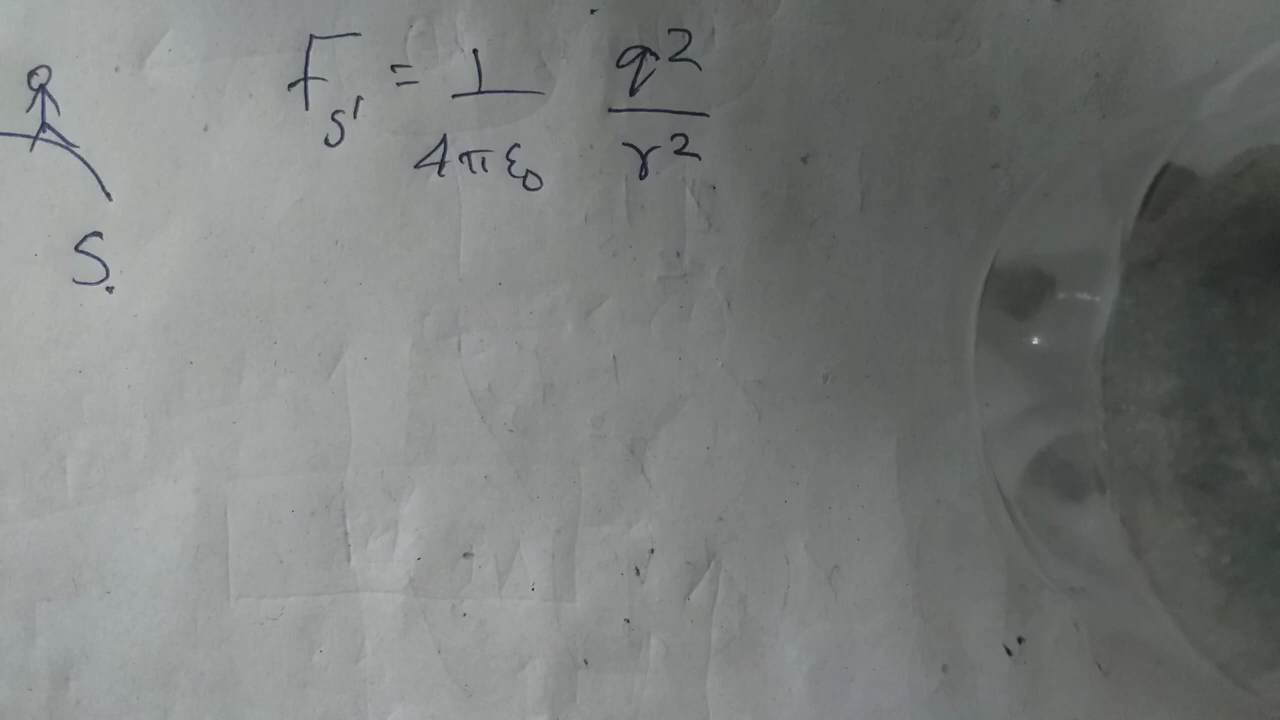 F_S' = 1/4πε₀ q²/r²
S.